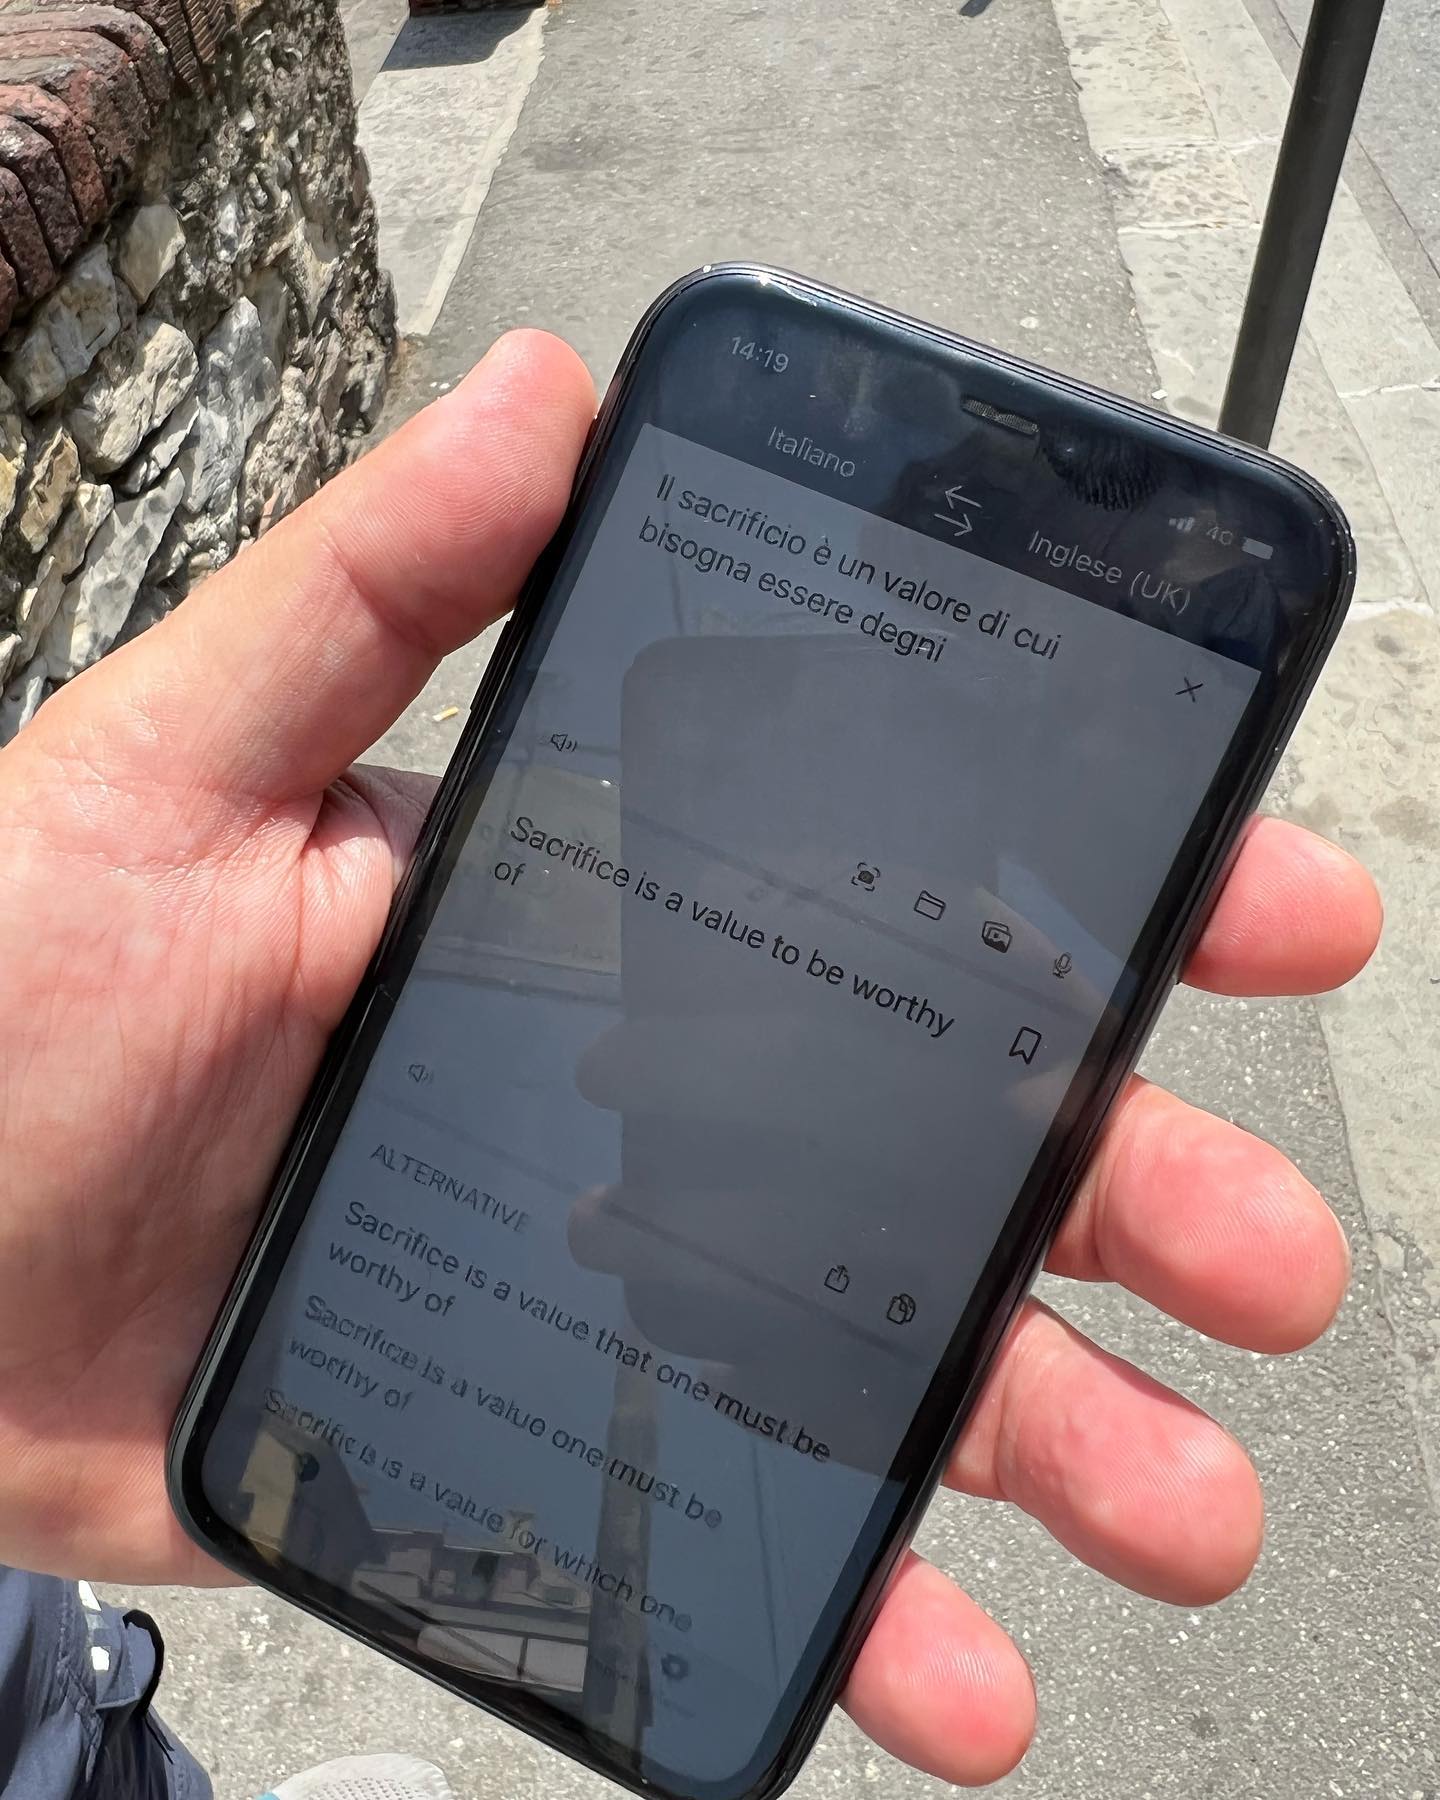 14:19
4G
Italiano
Inglese (UK)
Il sacrificio è un valore di cui
bisogna essere degni
Sacrifice is a value to be worthy
of
ALTERNATIVE
Sacrifice is a value that one must be
worthy of
Sacrifice is a value one must be
worthy of
Sacrifice is a value for which one